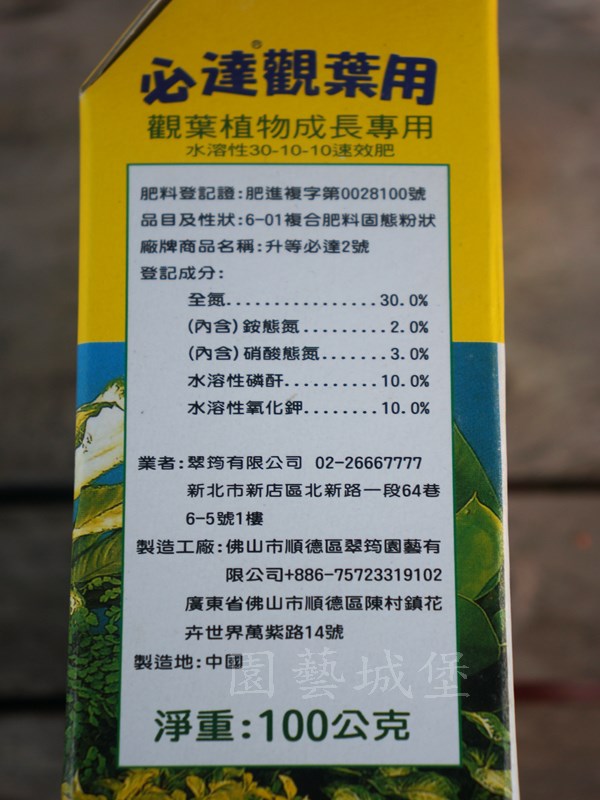 必達®觀葉用
觀葉植物成長專用
水溶性30-10-10速效肥
肥料登記證:肥進複字第0028100號
品目及性狀:6-01複合肥料固態粉狀
廠牌商品名稱:升等必達2號
登記成分:
全氮.................30.0%
(內含)銨態氮.........2.0%
(內含)硝酸態氮.......3.0%
水溶性磷酐..........10.0%
水溶性氧化鉀........10.0%
業者:翠筠有限公司 02-26667777
新北市新店區北新路一段64巷
6-5號1樓
製造工廠:佛山市順德區翠筠園藝有
限公司+886-75723319102
廣東省佛山市順德區陳村鎮花
卉世界萬紫路14號
製造地:中國
園藝城堡
淨重:100公克